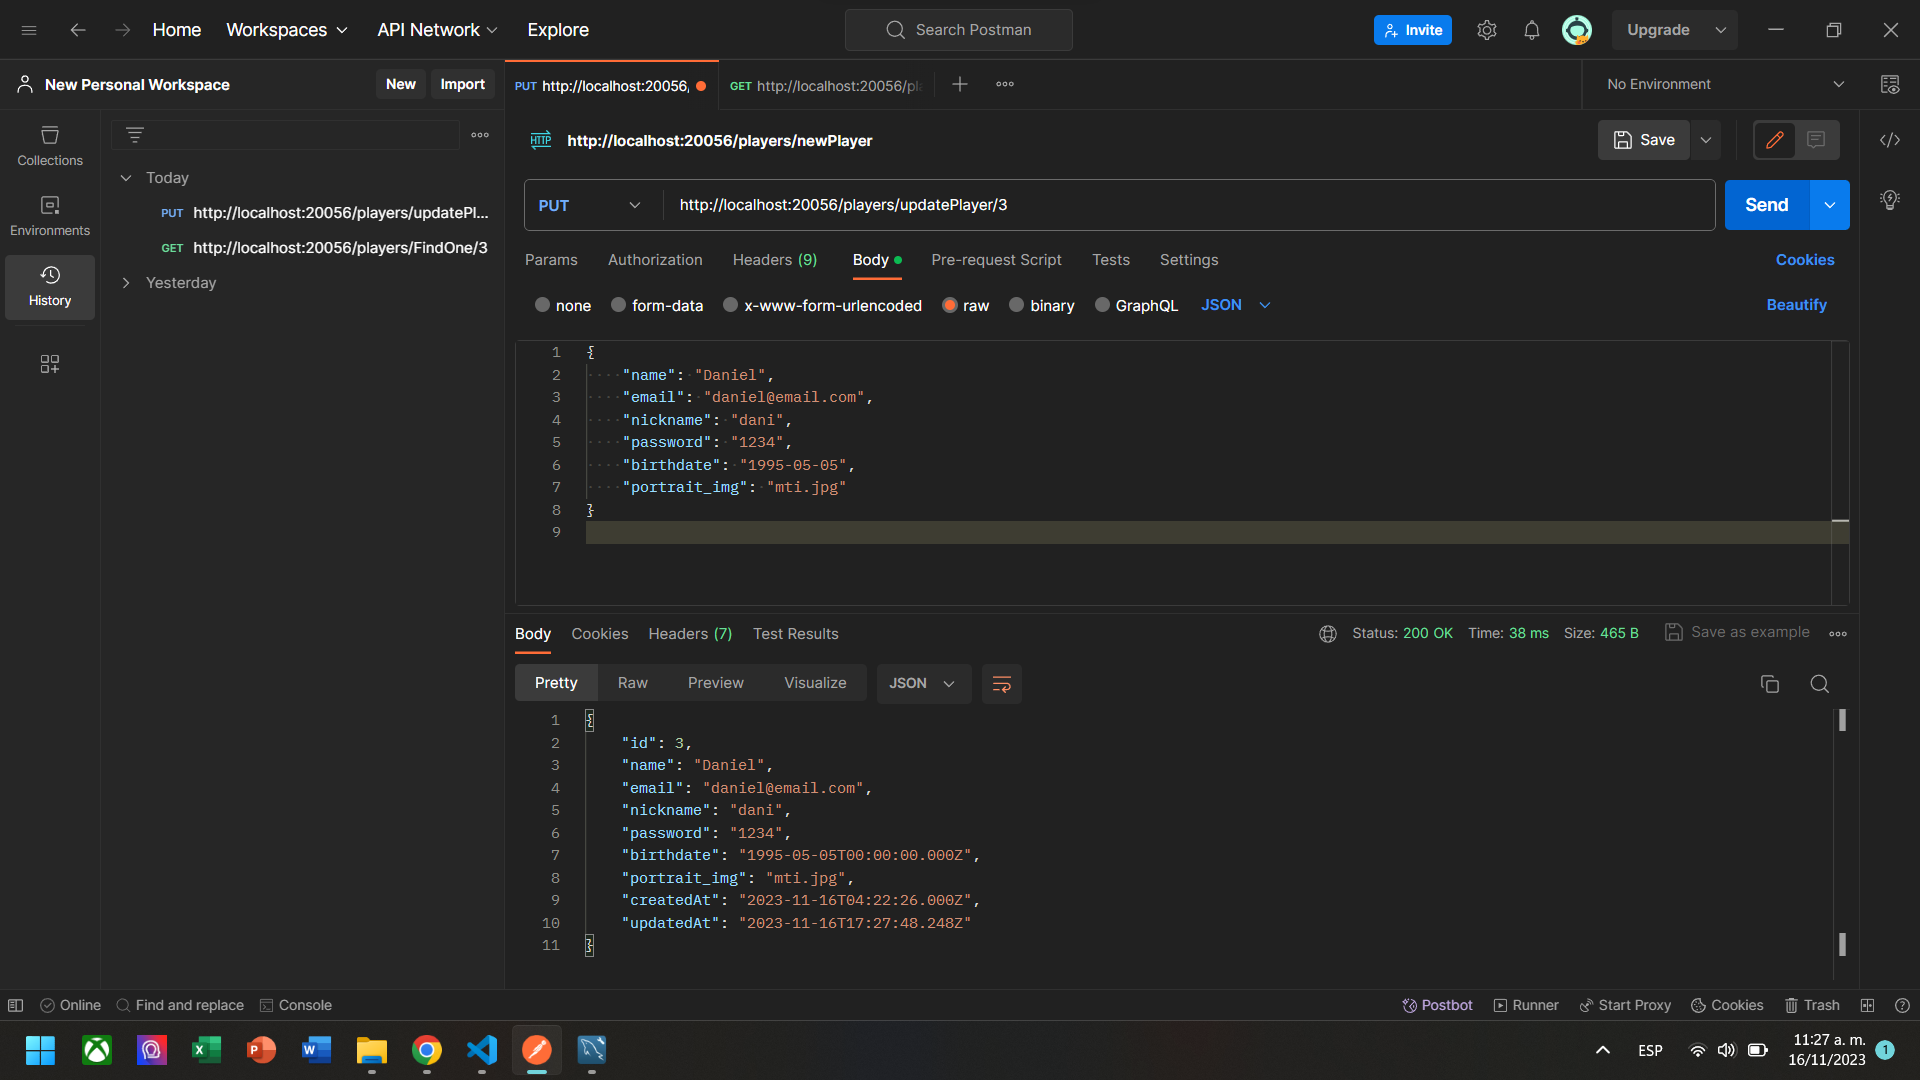 Home Workspaces API Network Explore
Search Postman
Invite
Upgrade
New Personal Workspace
New Import
PUT http://localhost:20056/
GET http://localhost:20056/pla
No Environment
Collections
Environments
History
Today
PUT http://localhost:20056/players/updatePl...
GET http://localhost:20056/players/FindOne/3
Yesterday
HTTP http://localhost:20056/players/newPlayer
Save
PUT http://localhost:20056/players/updatePlayer/3
Send
Params Authorization Headers (9) Body Pre-request Script Tests Settings
Cookies
none form-data x-www-form-urlencoded raw binary GraphQL JSON
Beautify
1 {
2 "name": "Daniel",
3 "email": "daniel@email.com",
4 "nickname": "dani",
5 "password": "1234",
6 "birthdate": "1995-05-05",
7 "portrait_img": "mti.jpg"
8 }
9
Body Cookies Headers (7) Test Results
Status: 200 OK Time: 38 ms Size: 465 B Save as example
Pretty Raw Preview Visualize JSON
1 {
2 "id": 3,
3 "name": "Daniel",
4 "email": "daniel@email.com",
5 "nickname": "dani",
6 "password": "1234",
7 "birthdate": "1995-05-05T00:00:00.000Z",
8 "portrait_img": "mti.jpg",
9 "createdAt": "2023-11-16T04:22:26.000Z",
10 "updatedAt": "2023-11-16T17:27:48.248Z"
11 }
Online Find and replace Console
Postbot Runner Start Proxy Cookies Trash
ESP
11:27 a. m.
16/11/2023
1